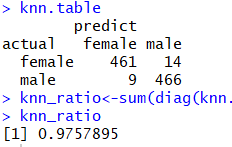 > knn.table
predict
actual female male
female 461 14
male 9 466
> knn_ratio<-sum(diag(knn.
> knn_ratio
[1] 0.9757895